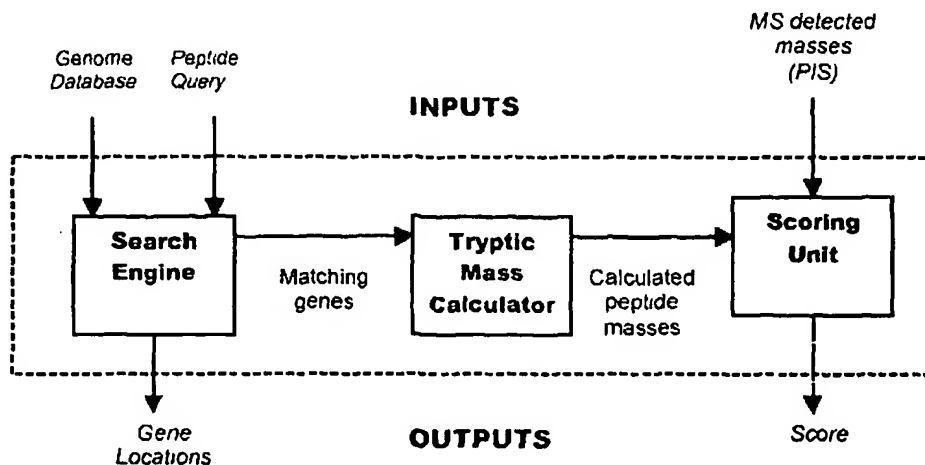 Genome
Database
Peptide
Query
MS detected
masses
(PIS)
INPUTS
Search
Engine
Matching
genes
Tryptic
Mass
Calculator
Calculated
peptide
masses
Scoring
Unit
Gene
Locations
OUTPUTS
Score